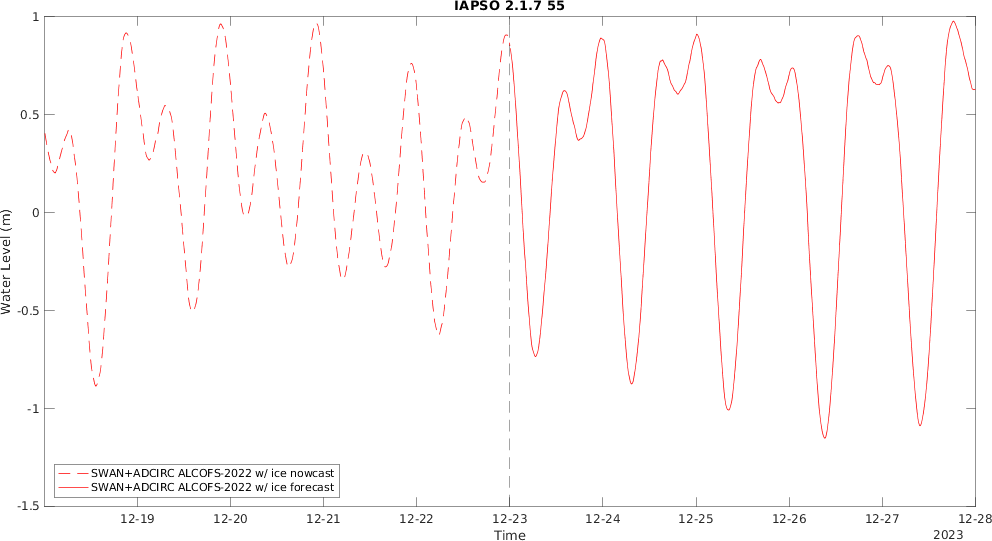 IAPSO 2.1.7 55
1
0.5
0
-0.5
-1
-1.5
Water Level (m)
SWAN+ADCIRC ALCOFS-2022 w/ ice nowcast
SWAN+ADCIRC ALCOFS-2022 w/ ice forecast
12-19 12-20 12-21 12-22 12-23 12-24 12-25 12-26 12-27 12-28
Time
2023